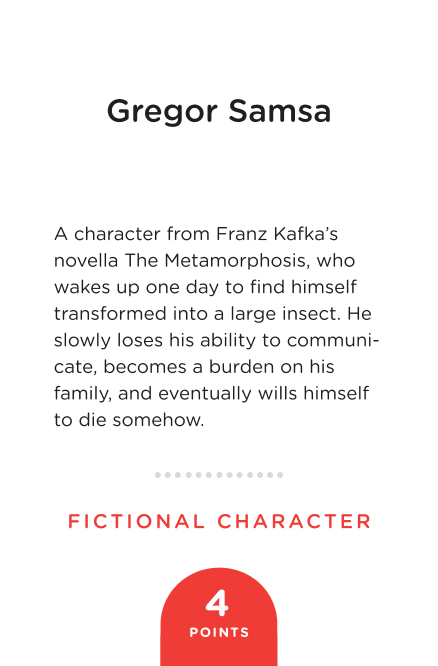 Gregor Samsa
A character from Franz Kafka’s
novella The Metamorphosis, who
wakes up one day to find himself
transformed into a large insect. He
slowly loses his ability to communi-
cate, becomes a burden on his
family, and eventually wills himself
to die somehow.
FICTIONAL CHARACTER
4
POINTS